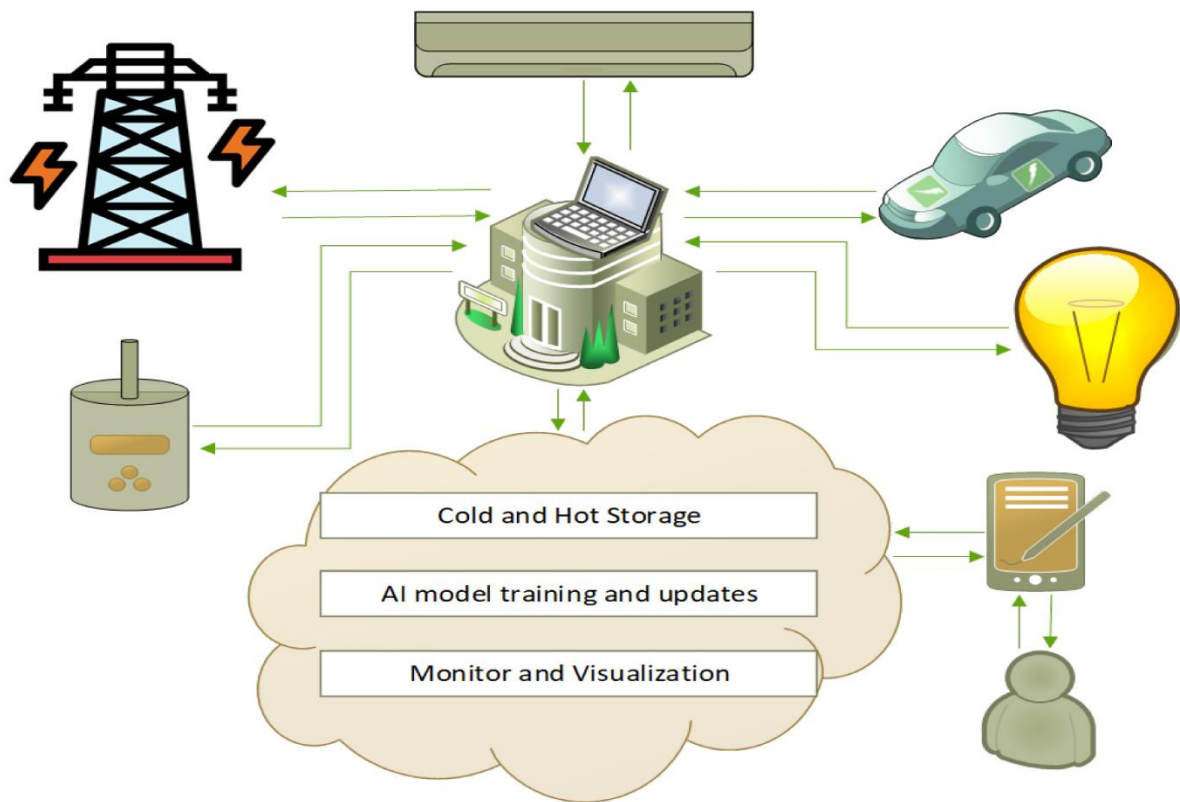 Cold and Hot Storage
AI model training and updates
Monitor and Visualization